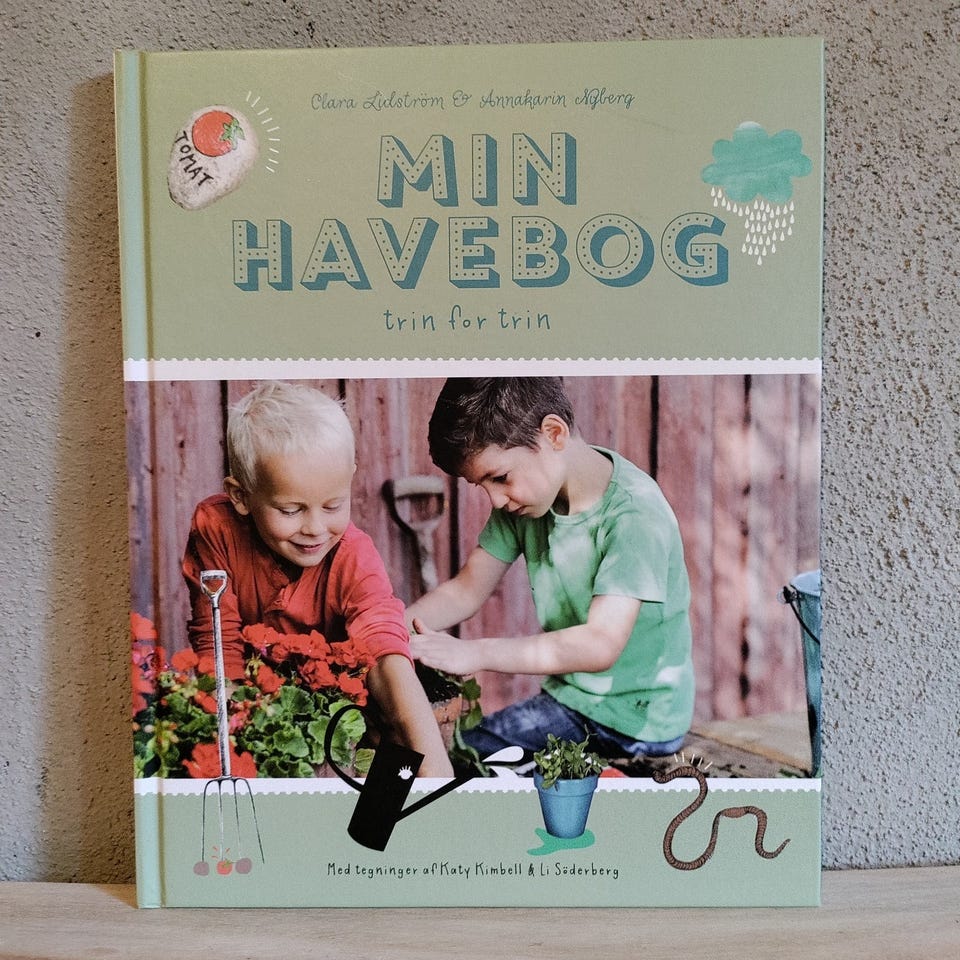 Clara Lidström & Annakarin Nyberg
TOMAT
MIN
HAVEBOG
trin for trin
Med tegninger af Katy Kimbell & Li Söderberg